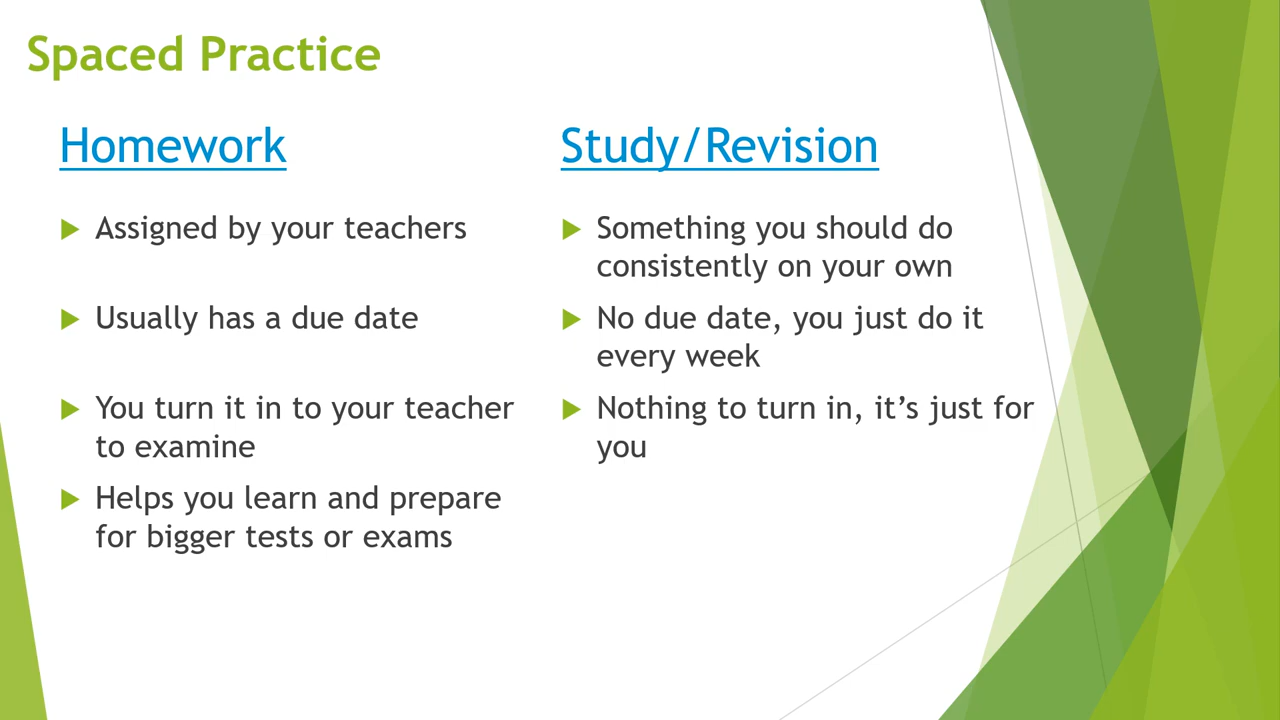 Spaced Practice
Homework
Assigned by your teachers
Usually has a due date
You turn it in to your teacher
to examine
Helps you learn and prepare
for bigger tests or exams
Study/Revision
Something you should do
consistently on your own
No due date, you just do it
every week
Nothing to turn in, it’s just for
you